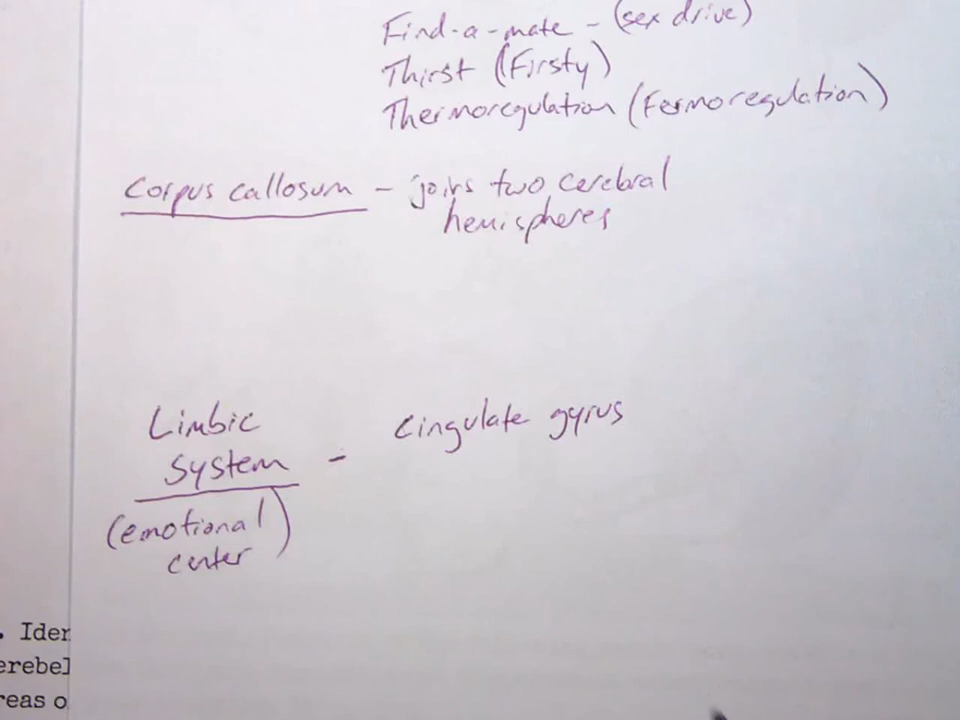 Find-a-mate - (sex drive)
Thirst (Firsty)
Thermoregulation (Fermoregulation)
Corpus callosum - joins two cerebral
hemispheres
Limbic
System - cingulate gyrus
(emotional)
center
. Ider
erebel
reas o